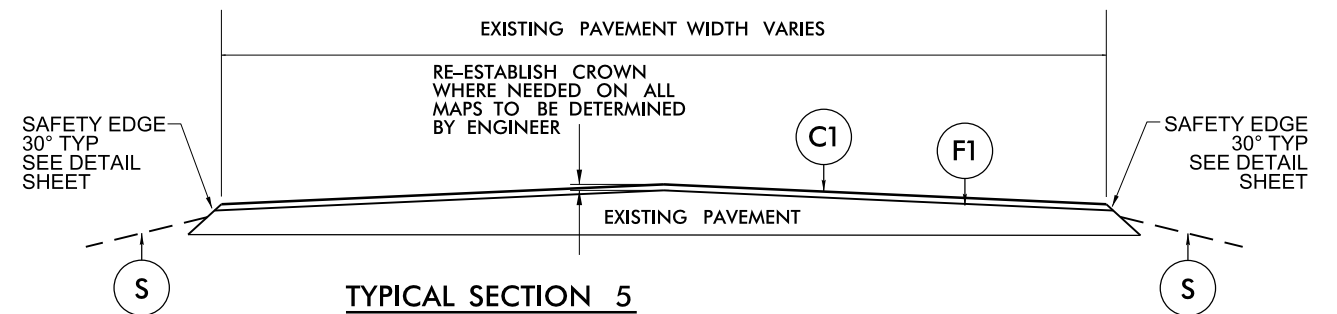 EXISTING PAVEMENT WIDTH VARIES
RE-ESTABLISH CROWN
WHERE NEEDED ON ALL
MAPS TO BE DETERMINED
BY ENGINEER
SAFETY EDGE
30° TYP
SEE DETAIL
SHEET
C1
F1
SAFETY EDGE
30° TYP
SEE DETAIL
SHEET
EXISTING PAVEMENT
S
S
TYPICAL SECTION 5